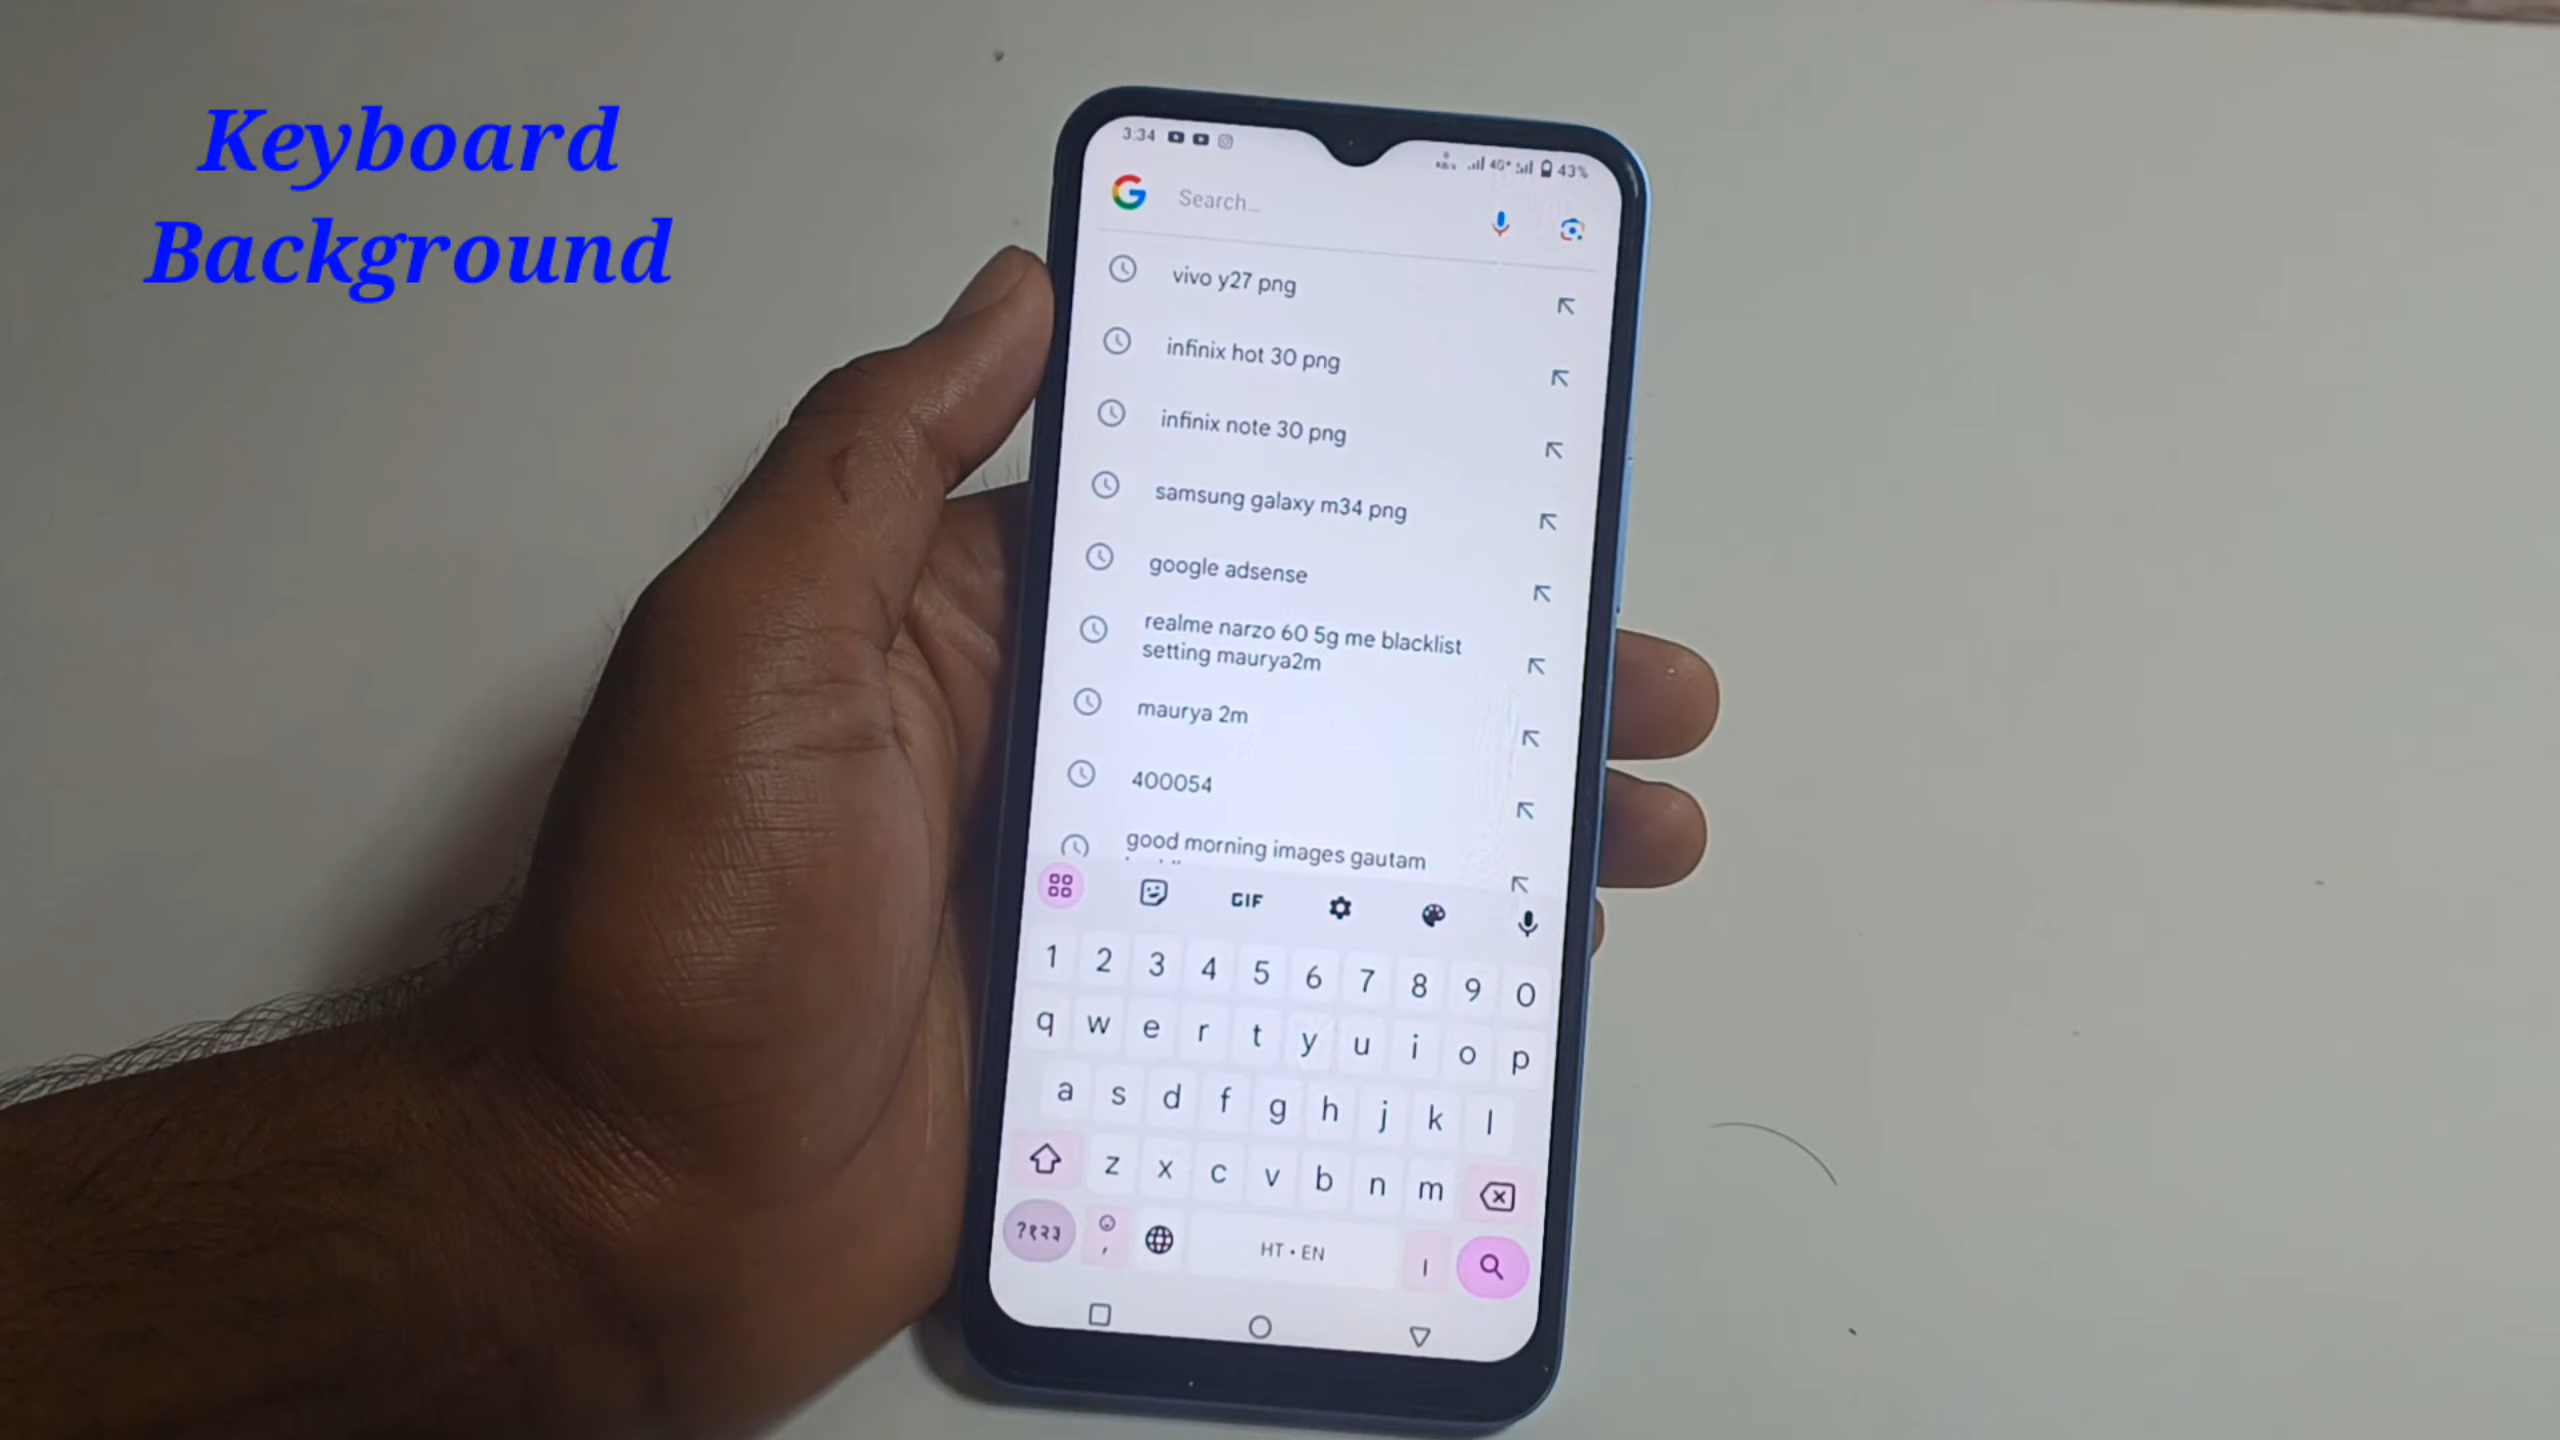 Keyboard
Background
3:34
4G+ 43%
Search...
vivo y27 png
infinix hot 30 png
infinix note 30 png
samsung galaxy m34 png
google adsense
realme narzo 60 5g me blacklist
setting maurya2m
maurya 2m
400054
good morning images gautam
GIF
1 2 3 4 5 6 7 8 9 0
q w e r t y u i o p
a s d f g h j k l
z x c v b n m
?१२३ , HT • EN ।